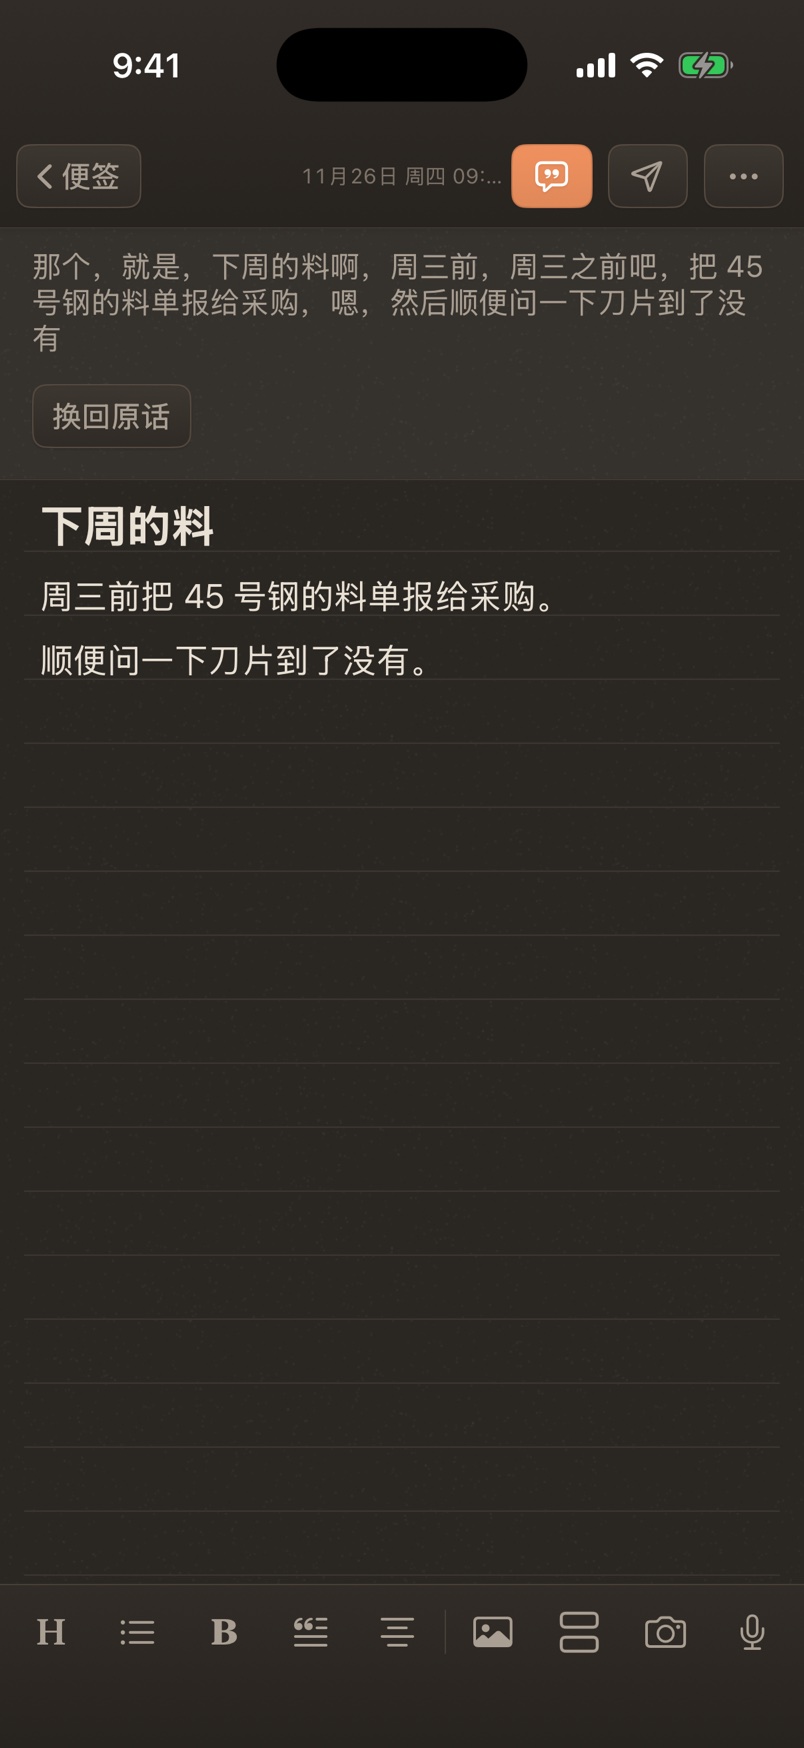 9:41
便签
11月26日 周四 09:...
那个，就是，下周的料啊，周三前，周三之前吧，把 45
号钢的料单报给采购，嗯，然后顺便问一下刀片到了没
有
换回原话
下周的料
周三前把 45 号钢的料单报给采购。
顺便问一下刀片到了没有。
H
B